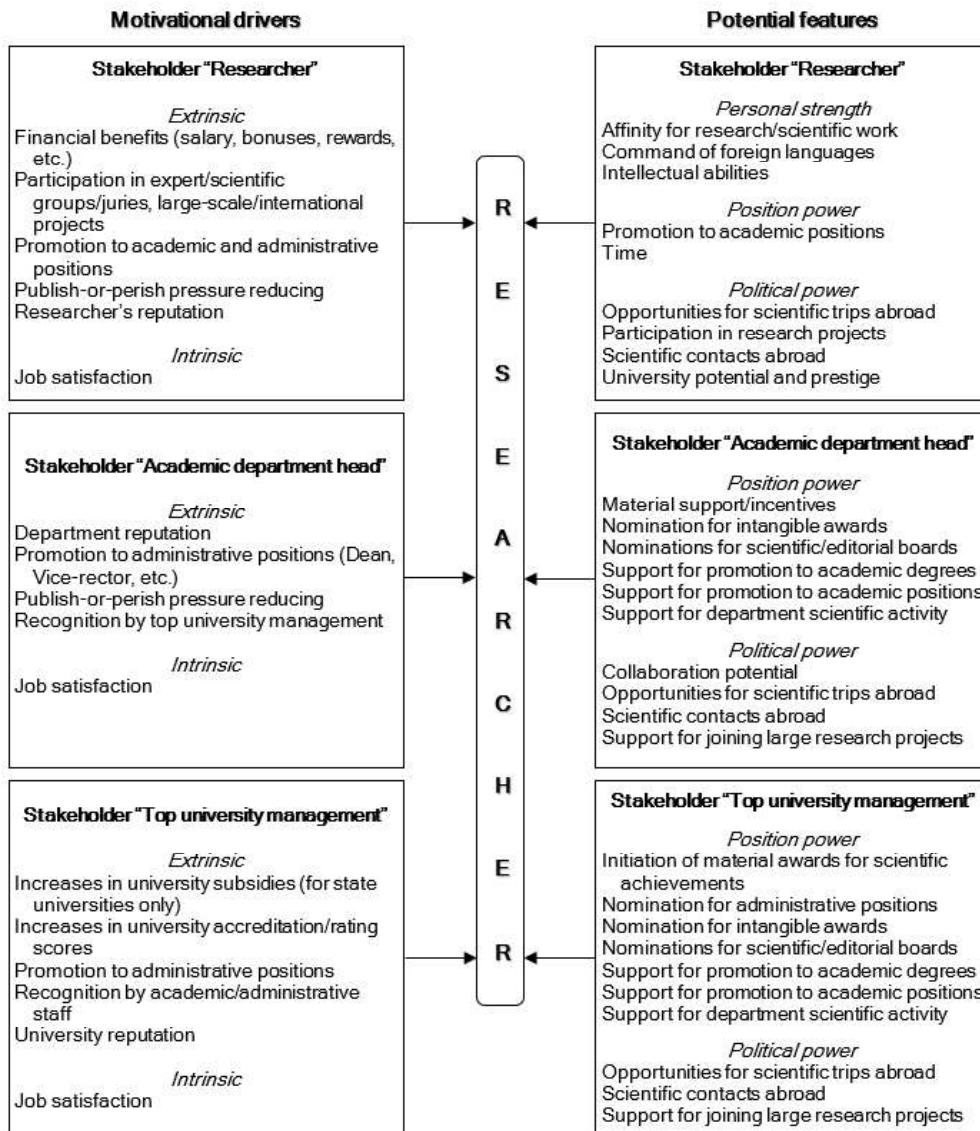 Motivational drivers
Stakeholder “Researcher”
Extrinsic
Financial benefits (salary, bonuses, rewards,
etc.)
Participation in expert/scientific
groups/juries, large-scale/international
projects
Promotion to academic and administrative
positions
Publish-or-perish pressure reducing
Researcher’s reputation
Intrinsic
Job satisfaction
Stakeholder “Academic department head”
Extrinsic
Department reputation
Promotion to administrative positions (Dean,
Vice-rector, etc.)
Publish-or-perish pressure reducing
Recognition by top university management
Intrinsic
Job satisfaction
Stakeholder “Top university management”
Extrinsic
Increases in university subsidies (for state
universities only)
Increases in university accreditation/rating
scores
Promotion to administrative positions
Recognition by academic/administrative
staff
University reputation
Intrinsic
Job satisfaction
R
E
S
E
A
R
C
H
E
R
Potential features
Stakeholder “Researcher”
Personal strength
Affinity for research/scientific work
Command of foreign languages
Intellectual abilities
Position power
Promotion to academic positions
Time
Political power
Opportunities for scientific trips abroad
Participation in research projects
Scientific contacts abroad
University potential and prestige
Stakeholder “Academic department head”
Position power
Material support/incentives
Nomination for intangible awards
Nominations for scientific/editorial boards
Support for promotion to academic degrees
Support for promotion to academic positions
Support for department scientific activity
Political power
Collaboration potential
Opportunities for scientific trips abroad
Scientific contacts abroad
Support for joining large research projects
Stakeholder “Top university management”
Position power
Initiation of material awards for scientific
achievements
Nomination for administrative positions
Nomination for intangible awards
Nominations for scientific/editorial boards
Support for promotion to academic degrees
Support for promotion to academic positions
Support for department scientific activity
Political power
Opportunities for scientific trips abroad
Scientific contacts abroad
Support for joining large research projects